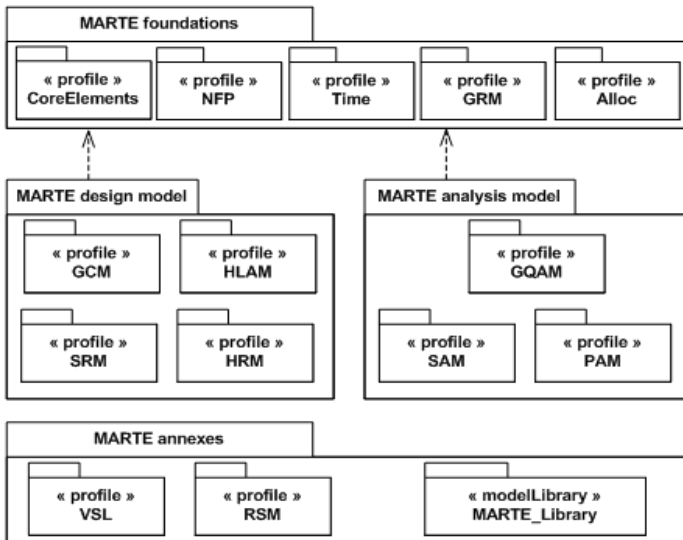 MARTE foundations
« profile »
CoreElements
« profile »
NFP
« profile »
Time
« profile »
GRM
« profile »
Alloc
MARTE design model
« profile »
GCM
« profile »
HLAM
« profile »
SRM
« profile »
HRM
MARTE analysis model
« profile »
GQAM
« profile »
SAM
« profile »
PAM
MARTE annexes
« profile »
VSL
« profile »
RSM
« modelLibrary »
MARTE_Library